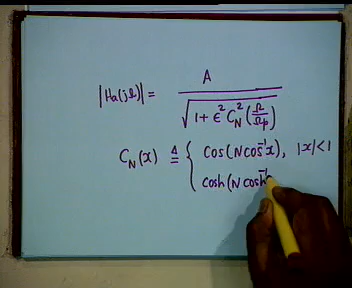 |Ha(jΩ)| = A / √(1 + ε² C_N² (Ω/Ωp))
C_N(x) ≜ { cos(N cos⁻¹x), |x|<1
cosh(N cosh⁻¹